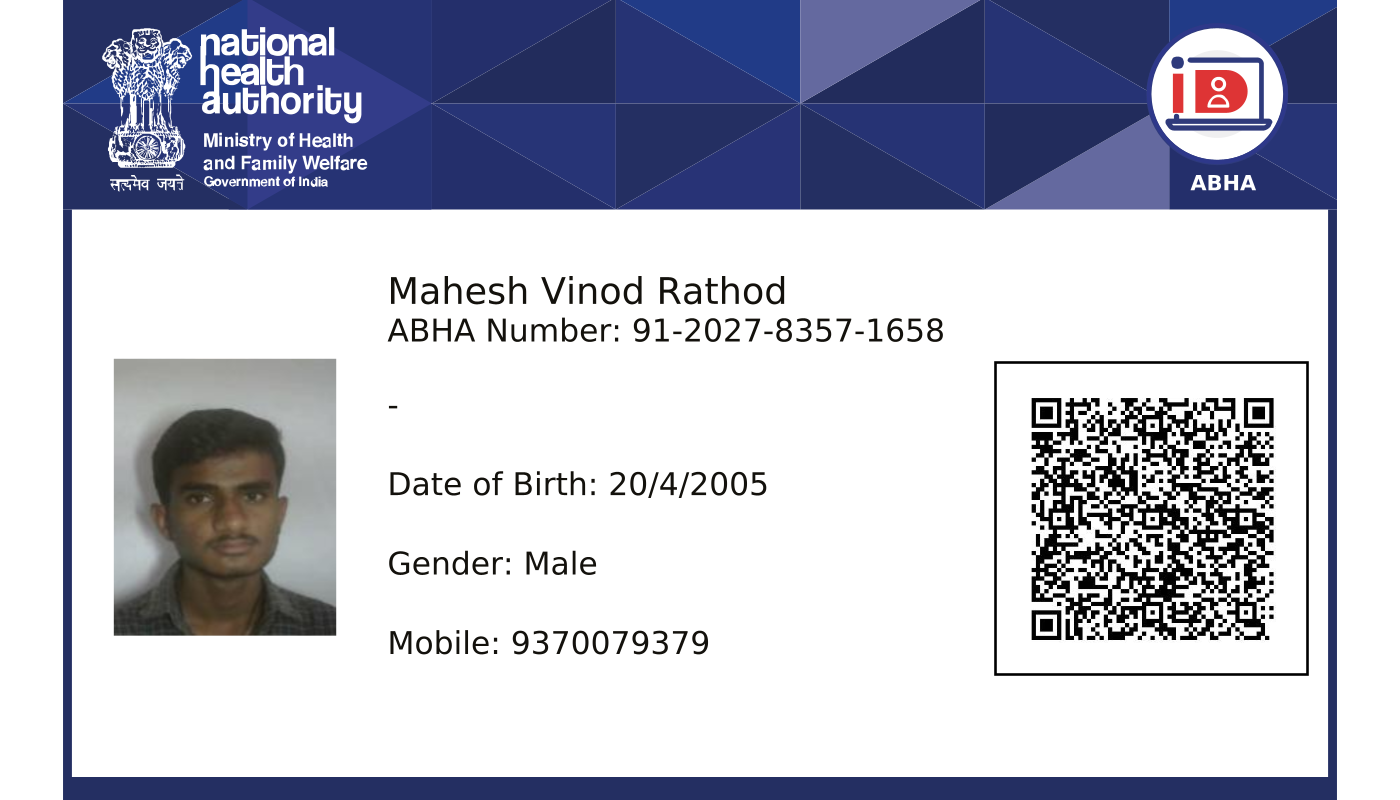 national
health
authority
Ministry of Health
and Family Welfare
Government of India
सत्यमेव जयते
ABHA
Mahesh Vinod Rathod
ABHA Number: 91-2027-8357-1658
-
Date of Birth: 20/4/2005
Gender: Male
Mobile: 9370079379